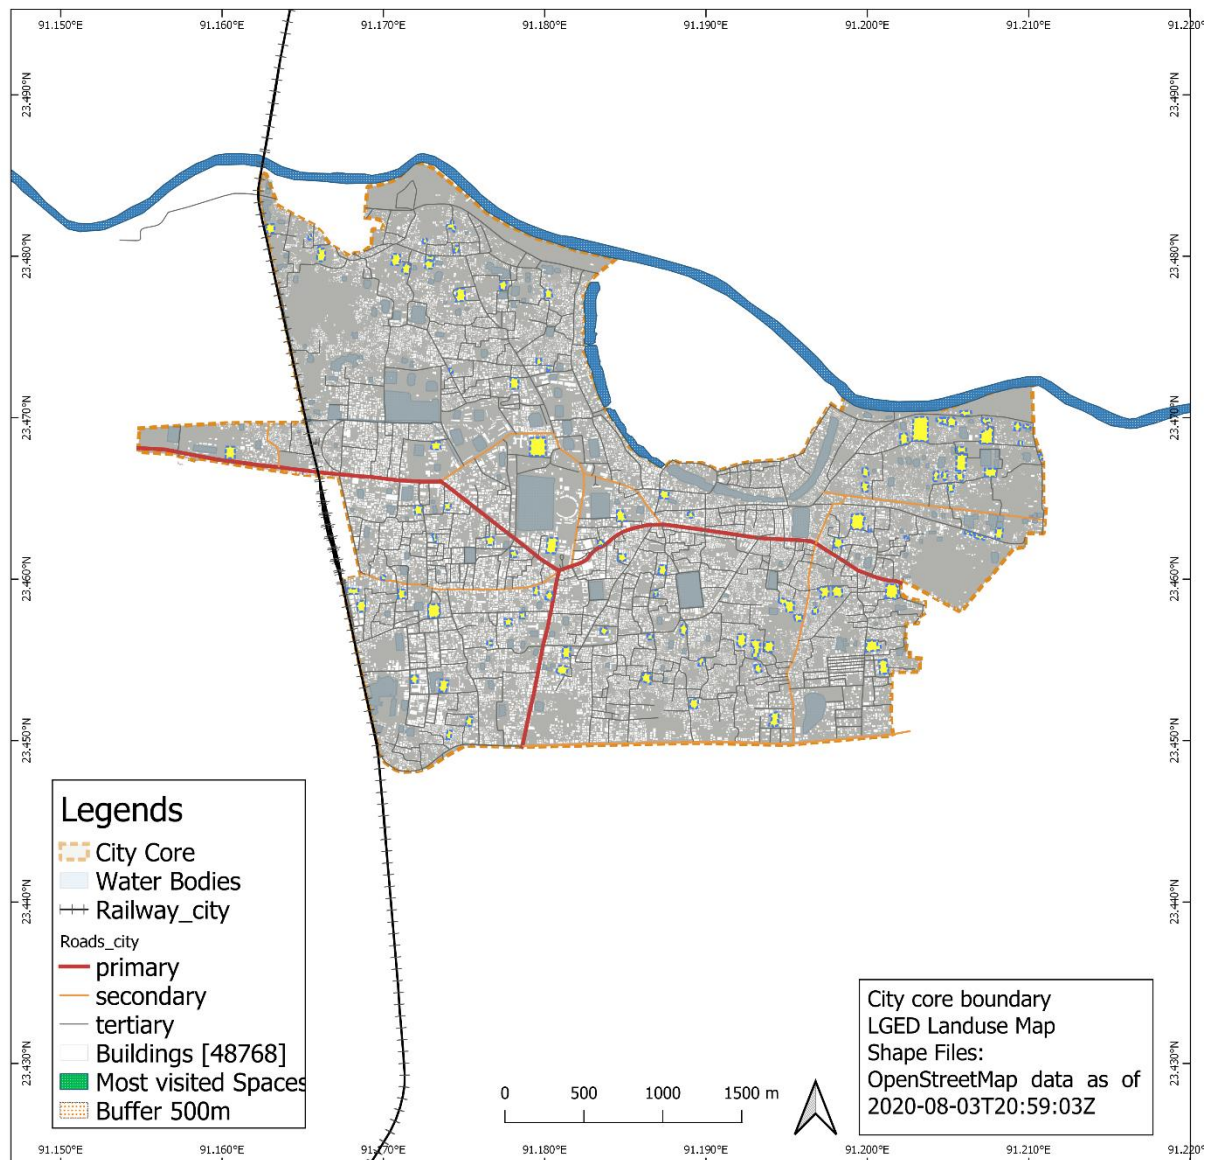 91.150°E 91.160°E 91.170°E 91.180°E 91.190°E 91.200°E 91.210°E 91.220°E
23.490°N 23.490°N
23.480°N 23.480°N
23.470°N 23.470°N
23.460°N 23.460°N
23.450°N 23.450°N
23.440°N 23.440°N
23.430°N 23.430°N
Legends
City Core
Water Bodies
Railway_city
Roads_city
primary
secondary
tertiary
Buildings [48768]
Most visited Spaces
Buffer 500m
0 500 1000 1500 m
City core boundary
LGED Landuse Map
Shape Files:
OpenStreetMap data as of
2020-08-03T20:59:03Z
91.150°E 91.160°E 91.170°E 91.180°E 91.190°E 91.200°E 91.210°E 91.220°